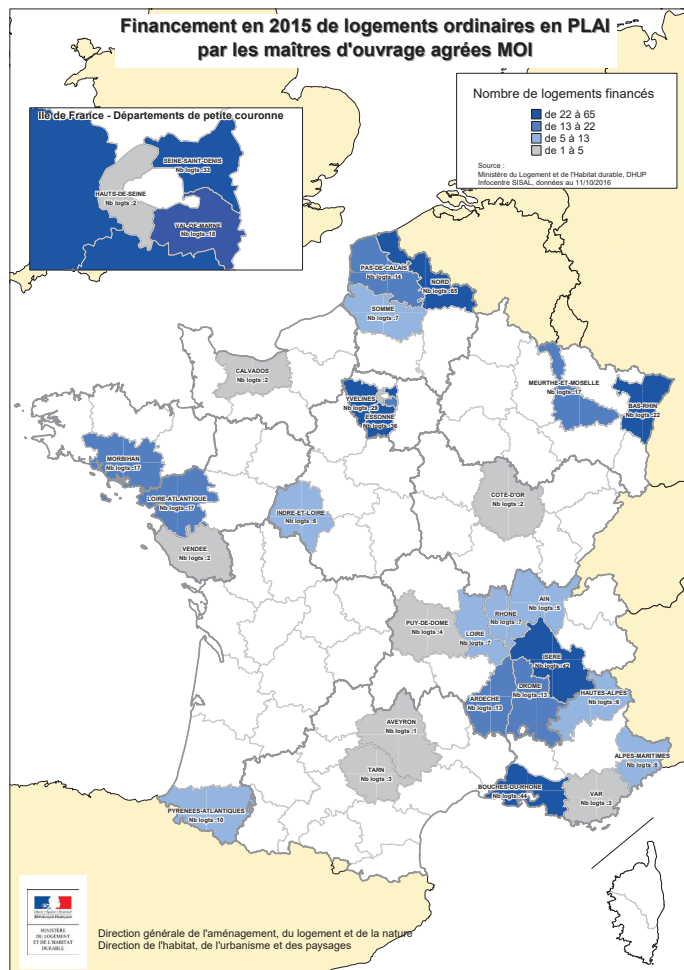 Financement en 2015 de logements ordinaires en PLAI
par les maîtres d'ouvrage agréees MOI
Nombre de logements financés
de 22 à 65
de 13 à 22
de 5 à 13
de 1 à 5
Source :
Ministère du Logement et de l'Habitat durable, DHUP
Infocentre SISAL, données au 11/10/2016
Ile de France - Départements de petite couronne
SEINE-SAINT-DENIS
Nb logts :33
HAUTS-DE-SEINE
Nb logts :2
VAL-DE-MARNE
Nb logts :18
PAS-DE-CALAIS
Nb logts :14
NORD
Nb logts :65
SOMME
Nb logts :7
CALVADOS
Nb logts :2
YVELINES
Nb logts :29
ESSONNE
Nb logts :
MEURTHE-ET-MOSELLE
Nb logts :17
BAS-RHIN
Nb logts :22
MORBIHAN
Nb logts :17
LOIRE-ATLANTIQUE
Nb logts :17
VENDEE
Nb logts :2
INDRE-ET-LOIRE
Nb logts :6
COTE-D'OR
Nb logts :2
PUY-DE-DOME
Nb logts :4
LOIRE
Nb logts :7
RHONE
Nb logts :7
AIN
Nb logts :5
ISERE
Nb logts :42
ARDECHE
Nb logts :13
DROME
Nb logts :13
HAUTES-ALPES
Nb logts :6
AVEYRON
Nb logts :1
TARN
Nb logts :3
ALPES-MARITIMES
Nb logts :8
BOUCHES-DU-RHONE
Nb logts :44
VAR
Nb logts :3
PYRENEES-ATLANTIQUES
Nb logts :10
Liberté • Égalité • Fraternité
RÉPUBLIQUE FRANÇAISE
MINISTÈRE
DU LOGEMENT
ET DE L'HABITAT
DURABLE
Direction générale de l'aménagement, du logement et de la nature
Direction de l'habitat, de l'urbanisme et des paysages